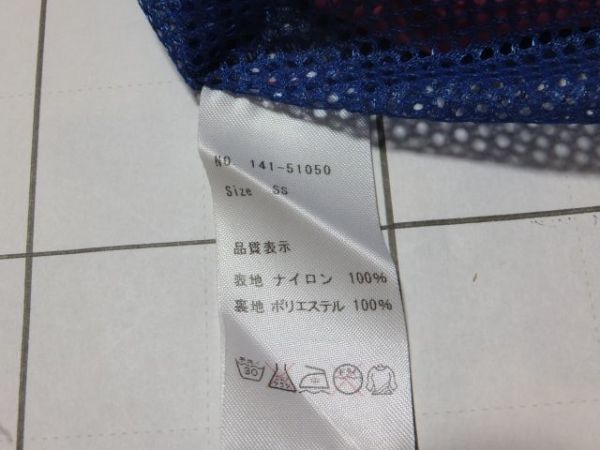 NO. 141-51050
Size SS
品質表示
表地 ナイロン 100%
裏地 ポリエステル 100%
30